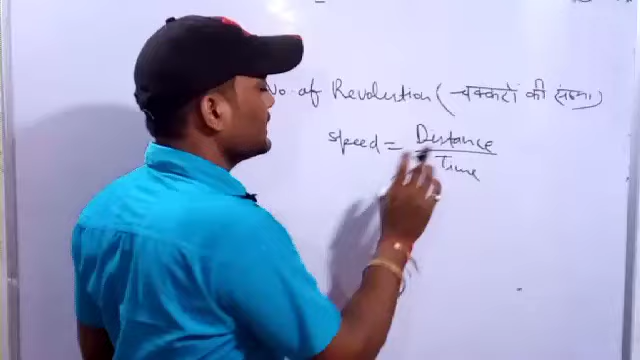 No. of Revolution (चक्करों की संख्या)
Speed = Distance
Time